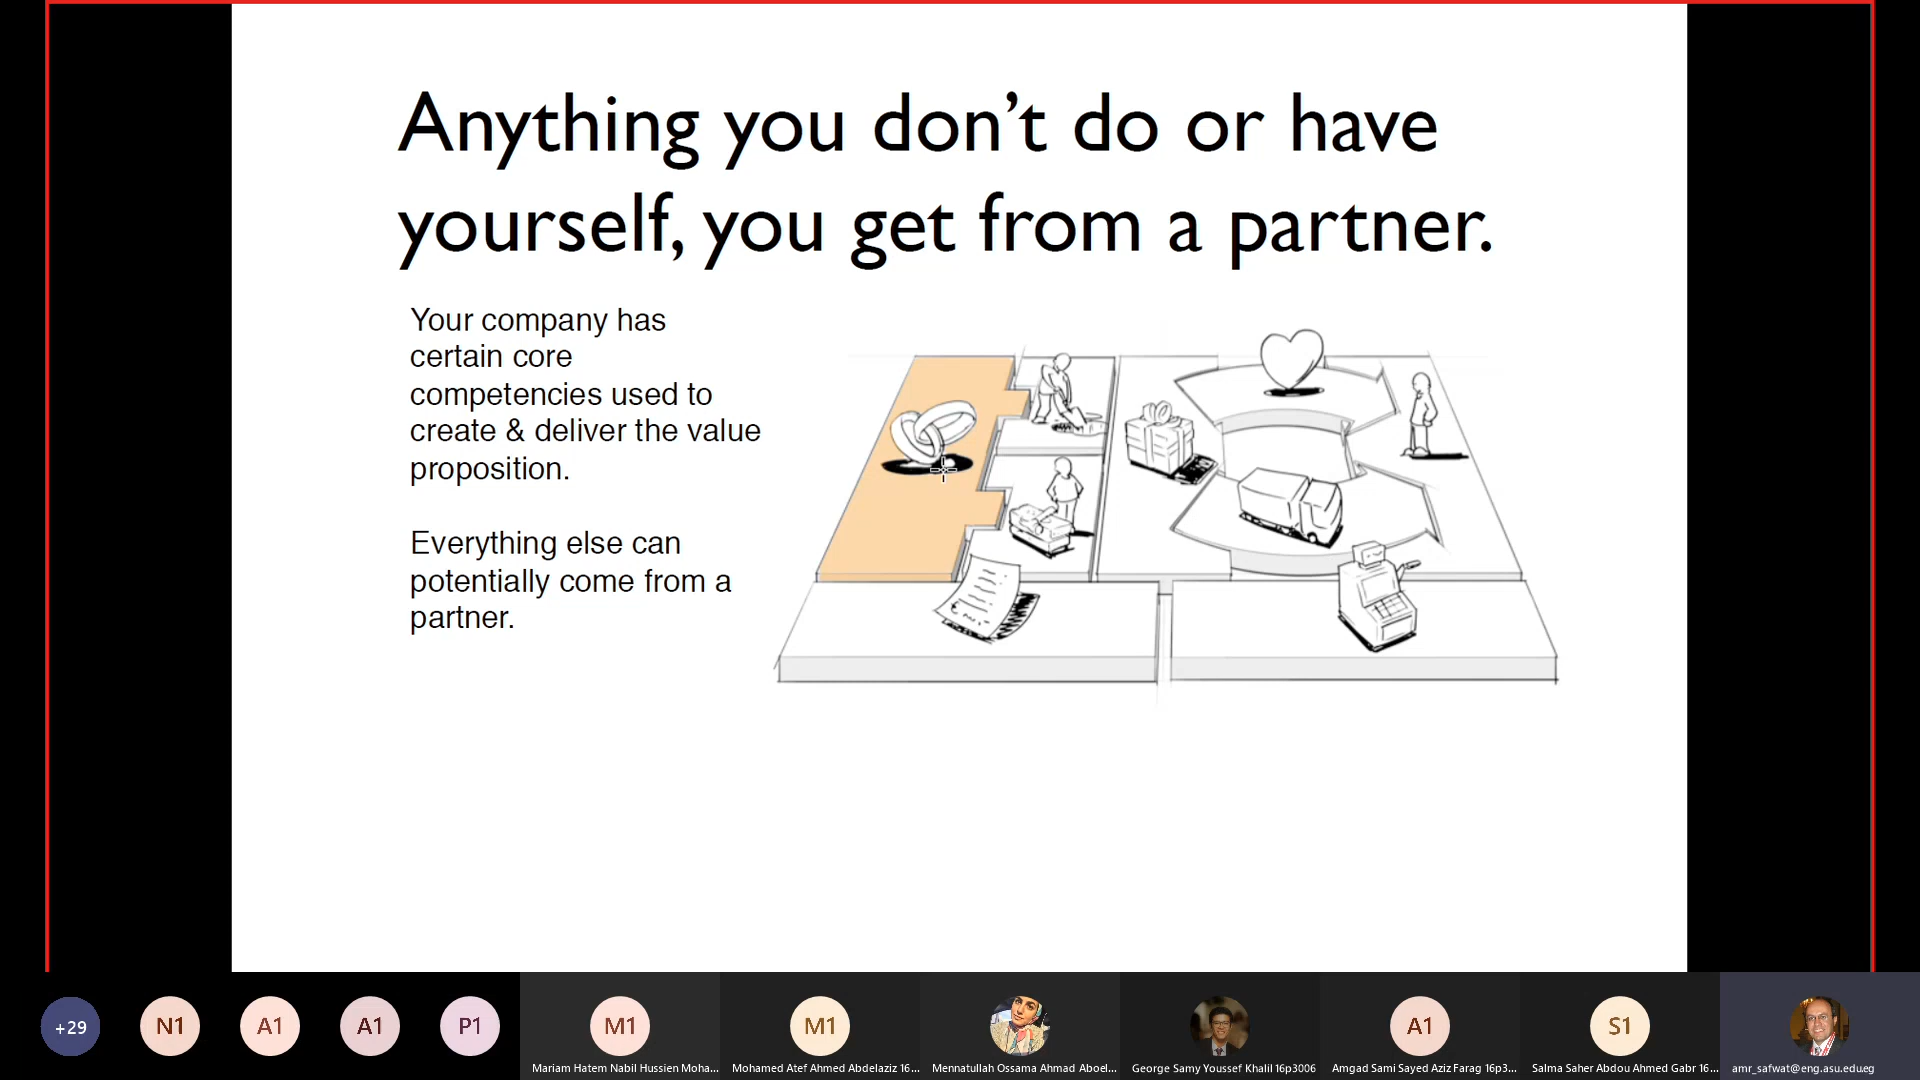 Anything you don’t do or have
yourself, you get from a partner.
Your company has
certain core
competencies used to
create & deliver the value
proposition.
Everything else can
potentially come from a
partner.
+29
N1
A1
A1
P1
M1
M1
A1
S1
Mariam Hatem Nabil Hussien Moha...
Mohamed Atef Ahmed Abdelaziz 16...
Mennatullah Ossama Ahmad Aboel...
George Samy Youssef Khalil 16p3006
Amgad Sami Sayed Aziz Farag 16p3...
Salma Saher Abdou Ahmed Gabr 16...
amr_safwat@eng.asu.edu.eg